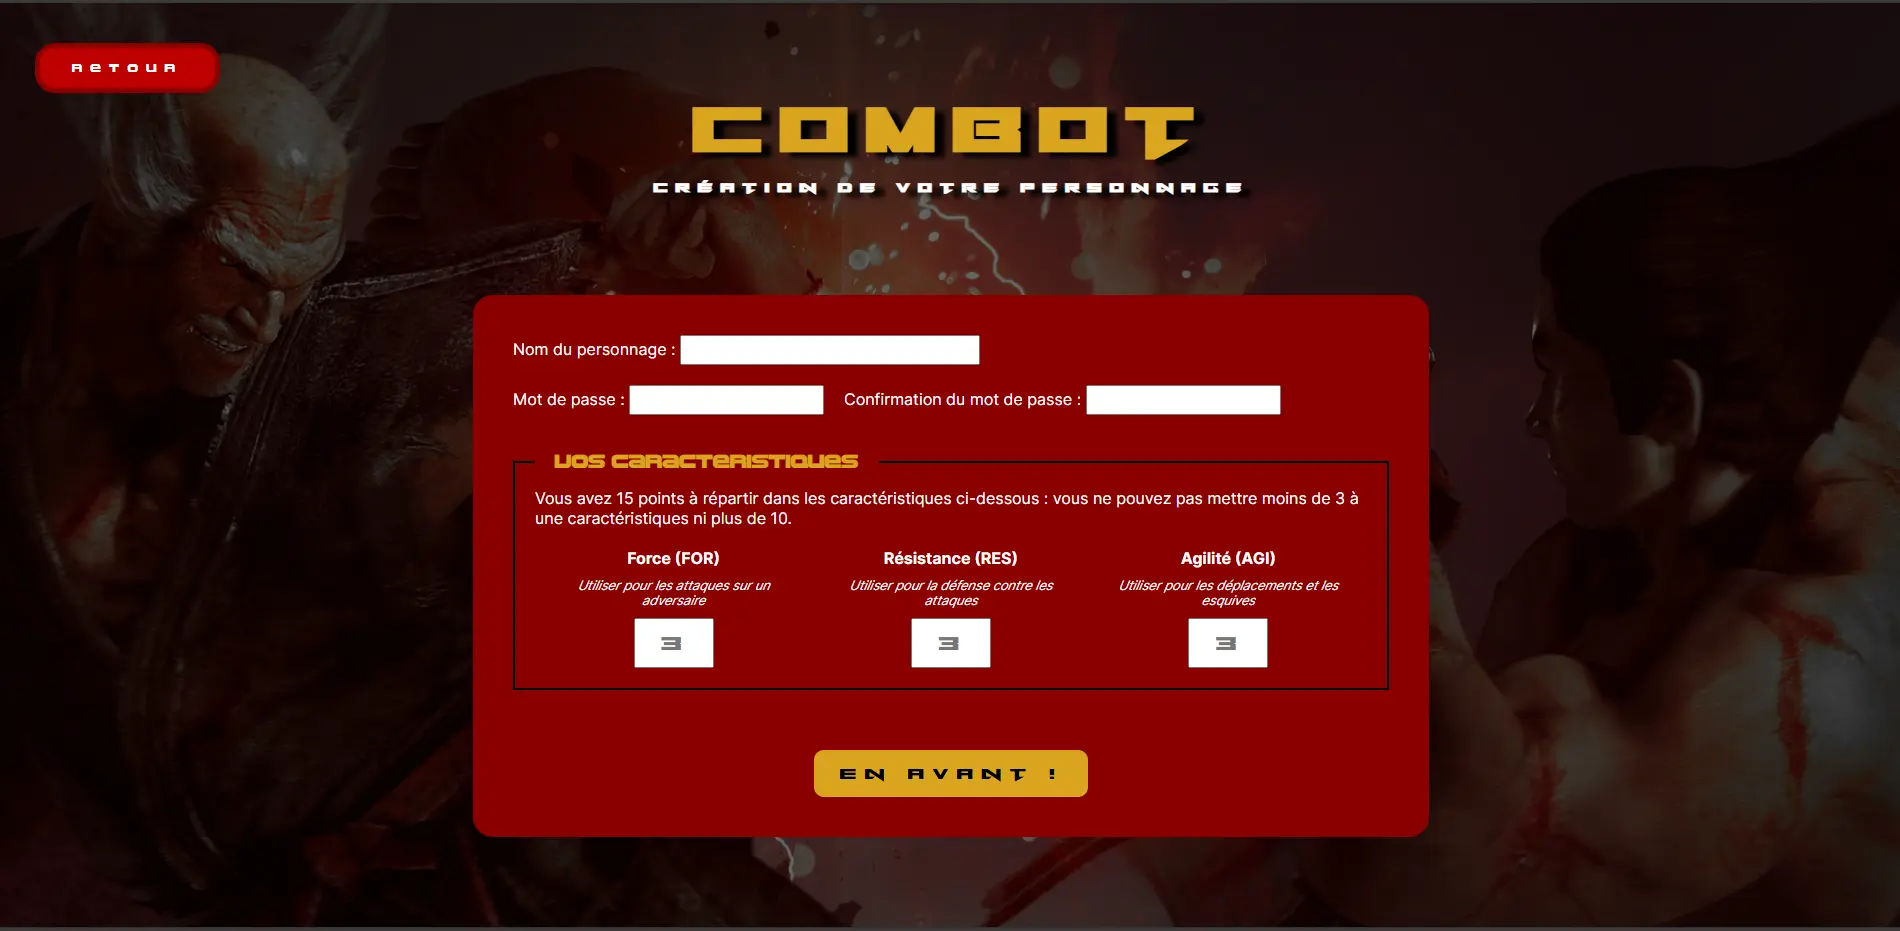 RETOUR
COMBOT
CRÉATION DE VOTRE PERSONNAGE
Nom du personnage :
Mot de passe :    Confirmation du mot de passe :
VOS CARACTERISTIQUES
Vous avez 15 points à répartir dans les caractéristiques ci-dessous : vous ne pouvez pas mettre moins de 3 à
une caractéristiques ni plus de 10.
Force (FOR)    Résistance (RES)    Agilité (AGI)
Utiliser pour les attaques sur un    Utiliser pour la défense contre les    Utiliser pour les déplacements et les
adversaire    attaques    esquives
3    3    3
EN AVANT !